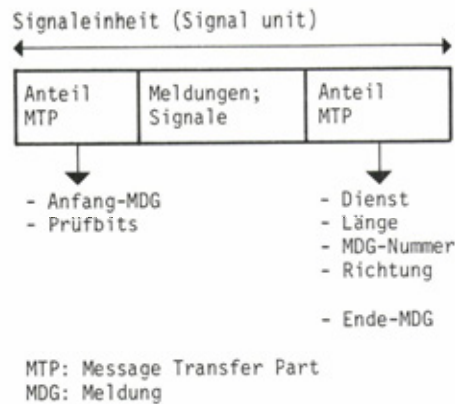 Signaleinheit (Signal unit)
Anteil MTP
Meldungen; Signale
Anteil MTP
- Anfang-MDG
- Prüfbits
- Dienst
- Länge
- MDG-Nummer
- Richtung
- Ende-MDG
MTP: Message Transfer Part
MDG: Meldung